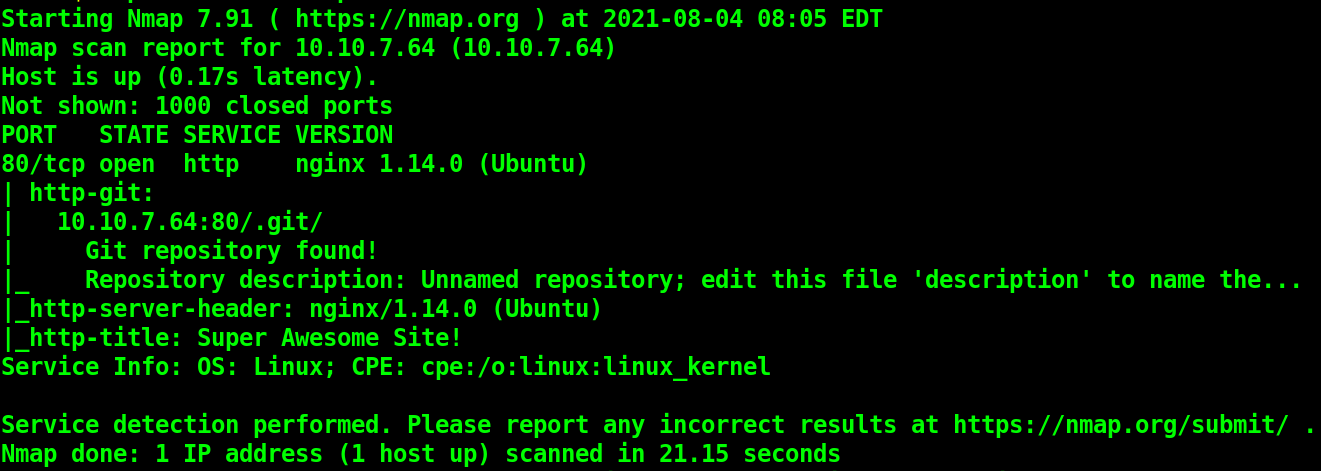 Starting Nmap 7.91 ( https://nmap.org ) at 2021-08-04 08:05 EDT
Nmap scan report for 10.10.7.64 (10.10.7.64)
Host is up (0.17s latency).
Not shown: 1000 closed ports
PORT   STATE SERVICE VERSION
80/tcp open  http    nginx 1.14.0 (Ubuntu)
| http-git:
|   10.10.7.64:80/.git/
|     Git repository found!
|_    Repository description: Unnamed repository; edit this file 'description' to name the...
|_http-server-header: nginx/1.14.0 (Ubuntu)
|_http-title: Super Awesome Site!
Service Info: OS: Linux; CPE: cpe:/o:linux:linux_kernel

Service detection performed. Please report any incorrect results at https://nmap.org/submit/ .
Nmap done: 1 IP address (1 host up) scanned in 21.15 seconds